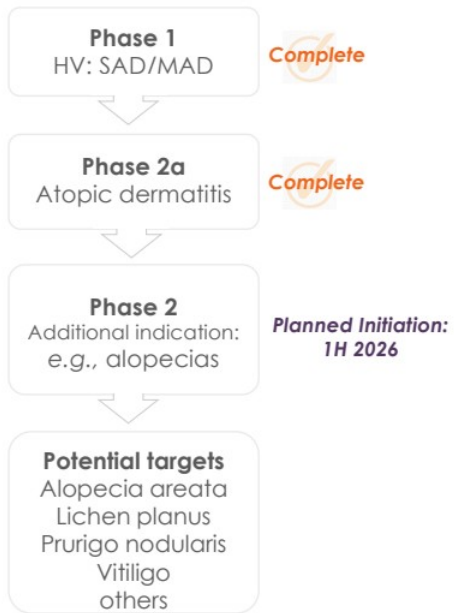 Phase 1
HV: SAD/MAD
Complete
Phase 2a
Atopic dermatitis
Complete
Phase 2
Additional indication:
e.g., alopecias
Planned Initiation:
1H 2026
Potential targets
Alopecia areata
Lichen planus
Prurigo nodularis
Vitiligo
others